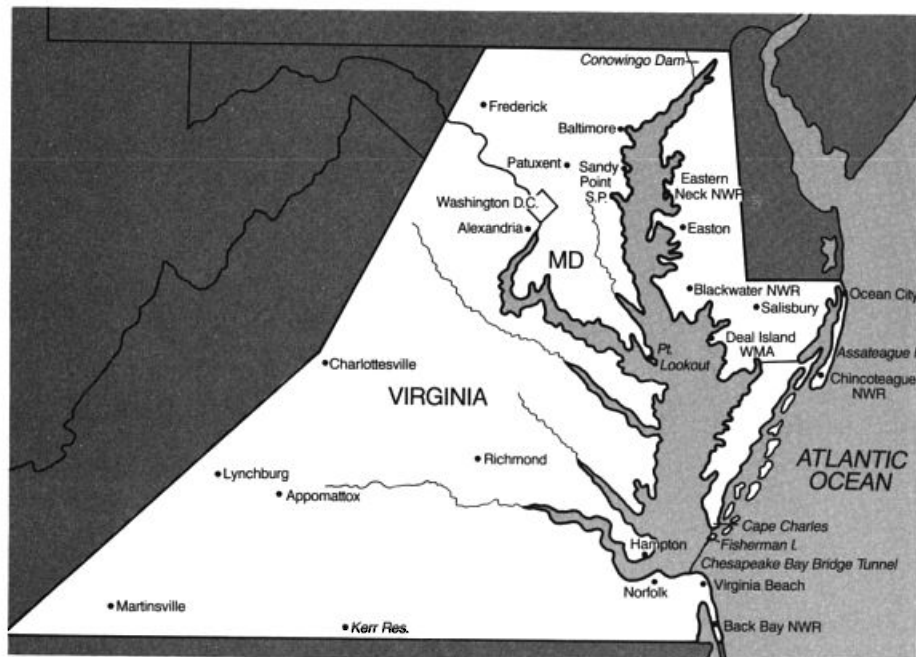 Conowingo Dam
Frederick
Baltimore
Patuxent
Sandy
Point
S.P.
Eastern
Neck NWR
Washington D.C.
Alexandria
Easton
MD
Blackwater NWR
Ocean City
Salisbury
Deal Island
WMA
Pt.
Lookout
Assateague I
Charlottesville
Chincoteague
NWR
VIRGINIA
Richmond
ATLANTIC
OCEAN
Lynchburg
Appomattox
Cape Charles
Fisherman I.
Hampton
Chesapeake Bay Bridge Tunnel
Norfolk
Virginia Beach
Martinsville
Kerr Res.
Back Bay NWR